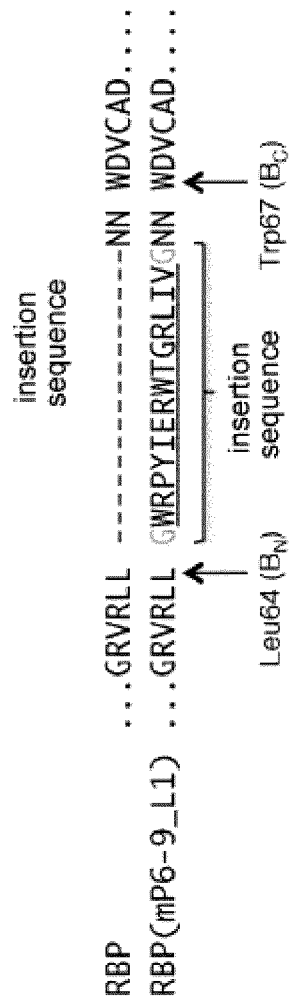 insertion
sequence
RBP ...GRVRLL ---------------NN WDVCAD....
RBP(mP6-9_L1) ...GRVRLL GWRPYIERWTGRLIVGNN WDVCAD....
Leu64 (BN) insertion
sequence Trp67 (BC)